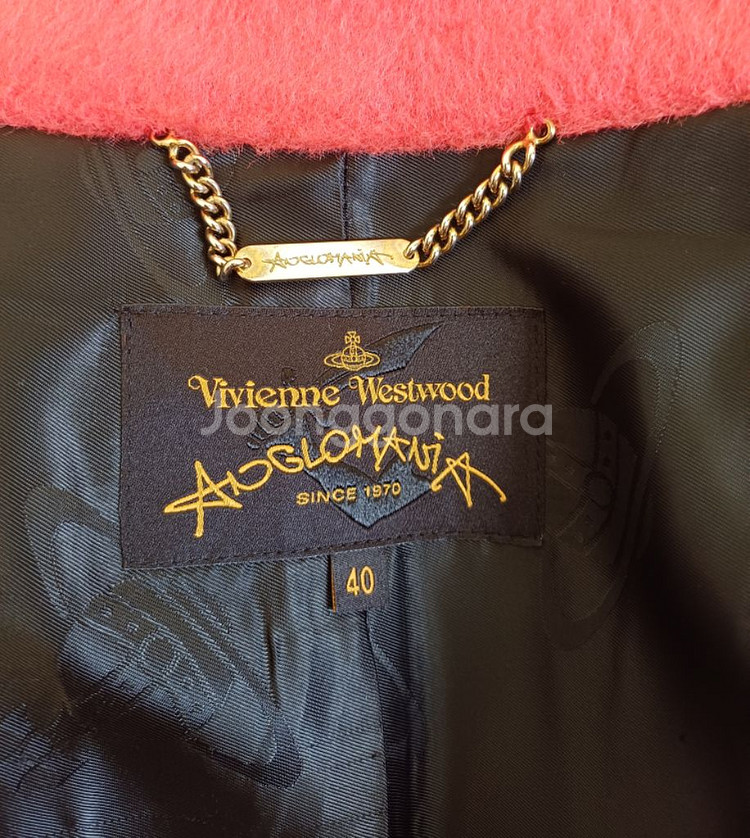 ANGLOMANIA
Vivienne Westwood
Joonggonara
ANGLOMANIA
SINCE 1970
40